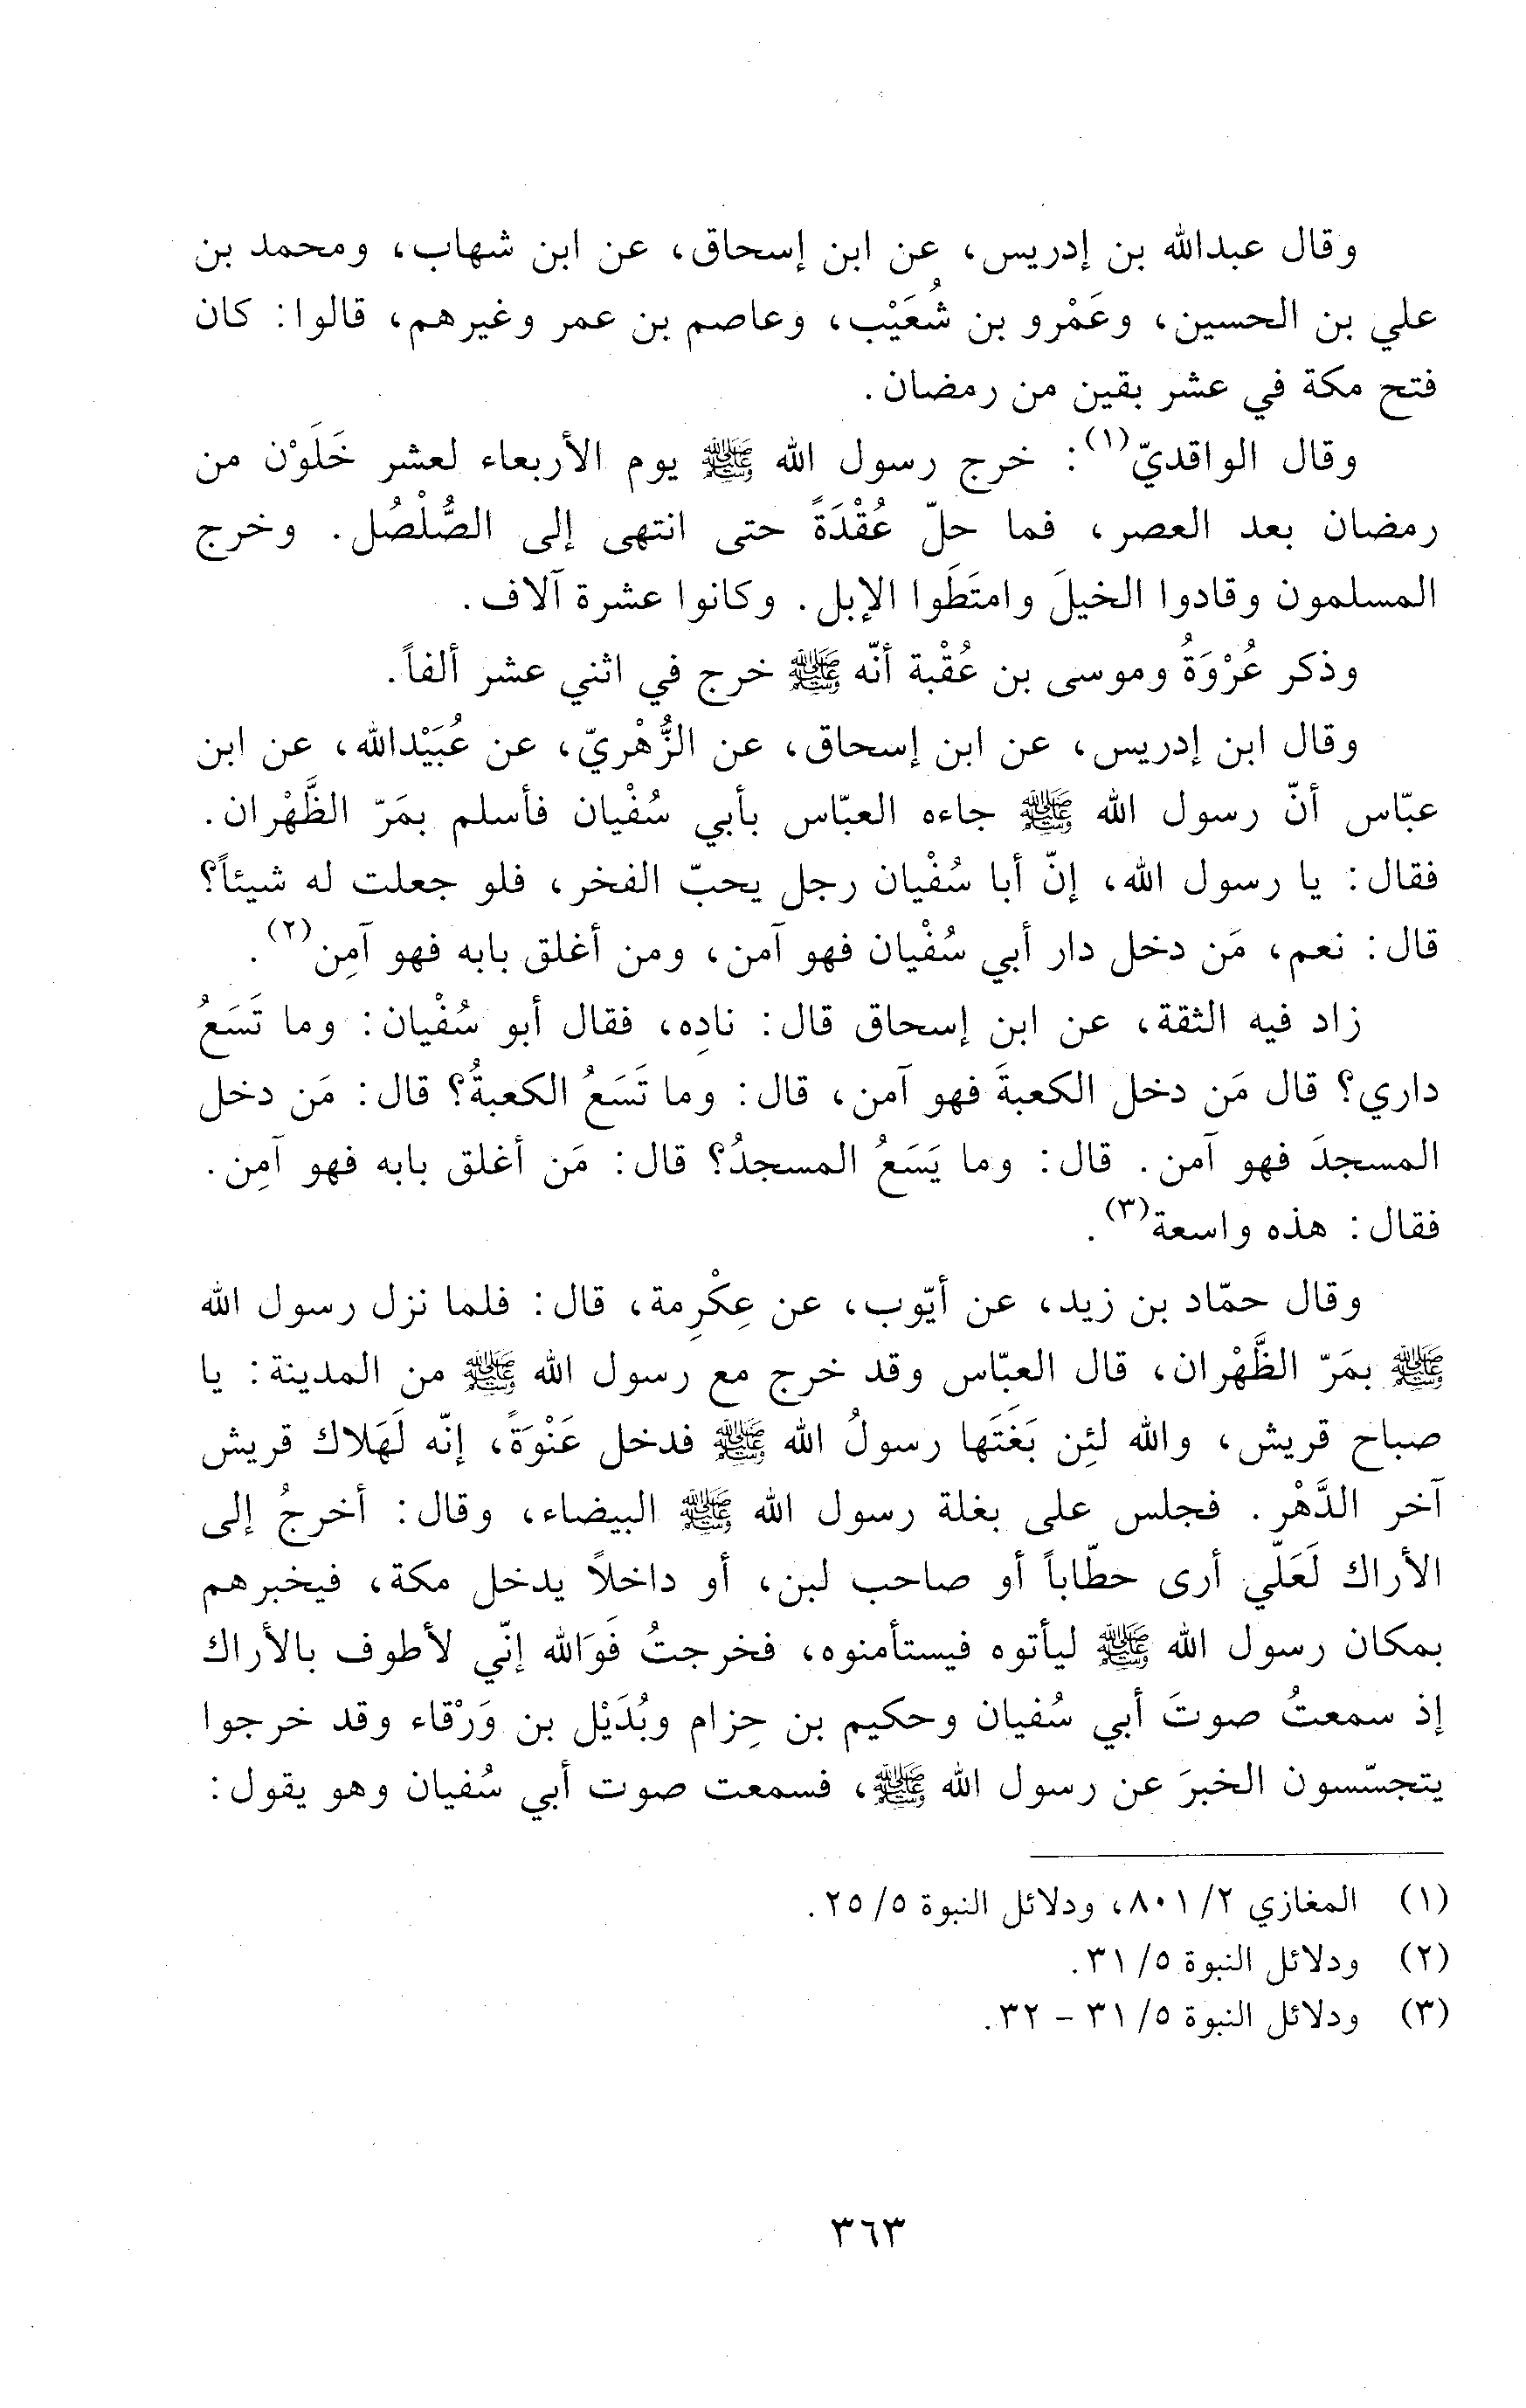 وقال عبدالله بن إدريس، عن ابن إسحاق، عن ابن شهاب، ومحمد بن
علي بن الحسين، وعَمْرو بن شُعَيْب، وعاصم بن عمر وغيرهم، قالوا: كان
فتح مكة في عشر بقين من رمضان.
وقال الواقديّ(١): خرج رسول الله ﷺ يوم الأربعاء لعشر خَلَوْن من
رمضان بعد العصر، فما حلّ عُقْدَةً حتى انتهى إلى الصُّلْصُل. وخرج
المسلمون وقادوا الخيلَ وامتَطَوا الإبل. وكانوا عشرة آلاف.
وذكر عُرْوَةُ وموسى بن عُقْبة أنّه ﷺ خرج في اثني عشر ألفاً.
وقال ابن إدريس، عن ابن إسحاق، عن الزُّهْريّ، عن عُبَيْدالله، عن ابن
عبّاس أنّ رسول الله ﷺ جاءه العبّاس بأبي سُفْيان فأسلم بمَرّ الظَّهْران.
فقال: يا رسول الله، إنّ أبا سُفْيان رجل يحبّ الفخر، فلو جعلت له شيئاً؟
قال: نعم، مَن دخل دار أبي سُفْيان فهو آمن، ومن أغلق بابه فهو آمِن(٢).
زاد فيه الثقة، عن ابن إسحاق قال: نادِه، فقال أبو سُفْيان: وما تَسَعُ
داري؟ قال مَن دخل الكعبةَ فهو آمن، قال: وما تَسَعُ الكعبةُ؟ قال: مَن دخل
المسجدَ فهو آمن. قال: وما يَسَعُ المسجدُ؟ قال: مَن أغلق بابه فهو آمِن.
فقال: هذه واسعة(٣).
وقال حمّاد بن زيد، عن أيّوب، عن عِكْرِمة، قال: فلما نزل رسول الله
ﷺ بمَرّ الظَّهْران، قال العبّاس وقد خرج مع رسول الله ﷺ من المدينة: يا
صباح قريش، والله لئِن بَغَتَها رسولُ الله ﷺ فدخل عَنْوَةً، إنّه لَهَلاك قريش
آخر الدَّهْر. فجلس على بغلة رسول الله ﷺ البيضاء، وقال: أخرجُ إلى
الأراك لَعَلّي أرى حطّاباً أو صاحب لبن، أو داخلاً يدخل مكة، فيخبرهم
بمكان رسول الله ﷺ ليأتوه فيستأمنوه، فخرجتُ فَوَالله إنّي لأطوف بالأراك
إذ سمعتُ صوتَ أبي سُفيان وحكيم بن حِزام وبُدَيْل بن وَرْقاء وقد خرجوا
يتجسّسون الخبرَ عن رسول الله ﷺ، فسمعت صوت أبي سُفيان وهو يقول:
(١) المغازي ٢/ ٨٠١، ودلائل النبوة ٥/ ٢٥.
(٢) ودلائل النبوة ٥/ ٣١.
(٣) ودلائل النبوة ٥/ ٣١ - ٣٢.
٣٦٣